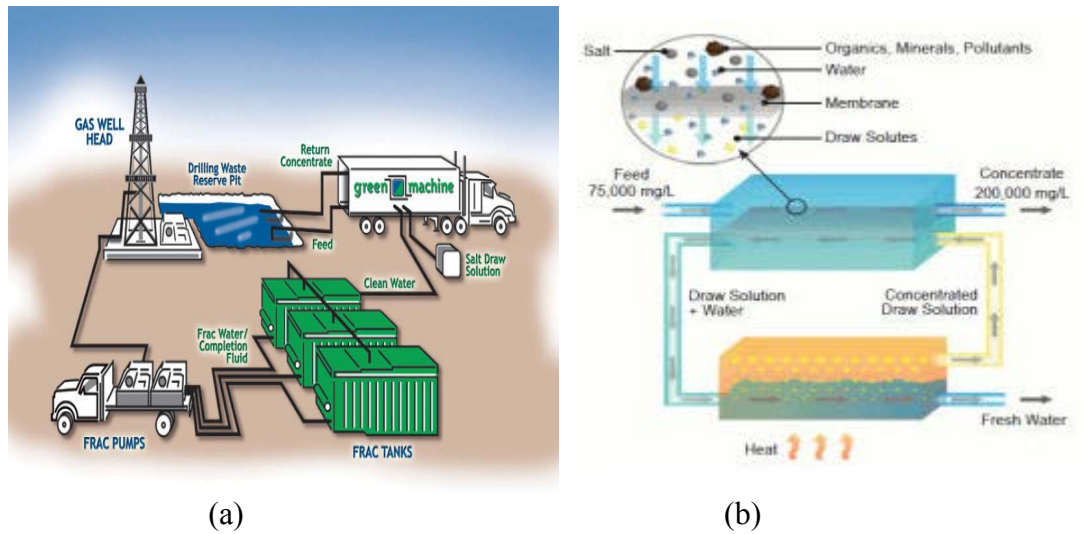 GAS WELL
HEAD
Drilling Waste
Reserve Pit
Return
Concentrate
green machine
Feed
Salt Draw
Solution
Clean Water
Frac Water/
Completion
Fluid
FRAC PUMPS
FRAC TANKS
(a)
Salt
Organics, Minerals, Pollutants
Water
Membrane
Draw Solutes
Feed
75,000 mg/L
Concentrate
200,000 mg/L
Draw Solution
+ Water
Concentrated
Draw Solution
Fresh Water
Heat
(b)